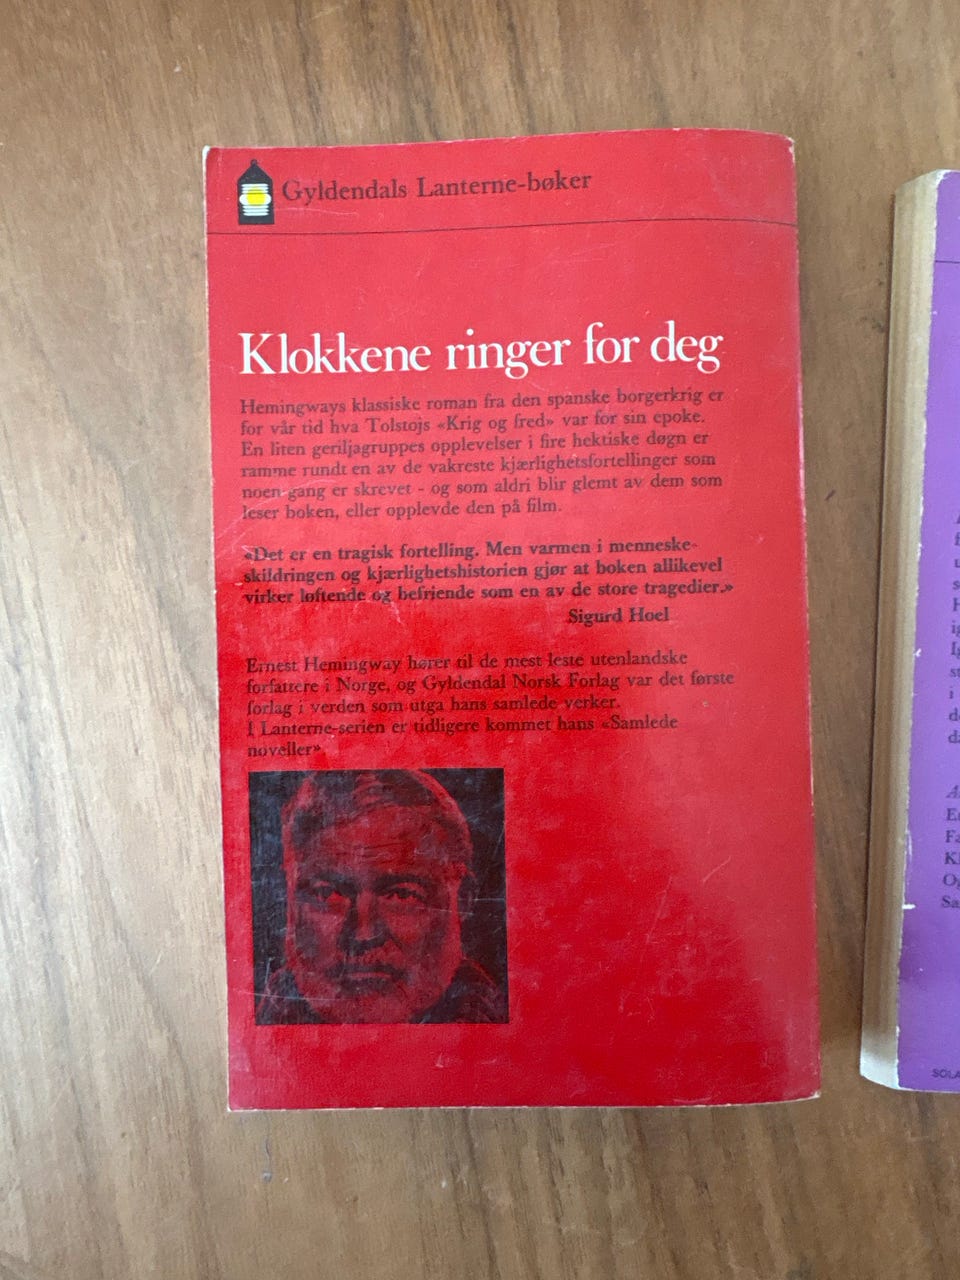 Gyldendals Lanterne-bøker
Klokkene ringer for deg
Hemingways klassiske roman fra den spanske borgerkrig er
for vår tid hva Tolstojs «Krig og fred» var for sin epoke.
En liten geriljagruppes opplevelser i fire hektiske døgn er
ramme rundt en av de vakreste kjærlighetsfortellinger som
noen gang er skrevet - og som aldri blir glemt av dem som
leser boken, eller opplevde den på film.
«Det er en tragisk fortelling. Men varmen i menneske-
skildringen og kjærlighetshistorien gjør at boken allikevel
virker løftende og befriende som en av de store tragedier.»
Sigurd Hoel
Ernest Hemingway hører til de mest leste utenlandske
forfattere i Norge, og Gyldendal Norsk Forlag var det første
forlag i verden som utga hans samlede verker.
I Lanterne-serien er tidligere kommet hans «Samlede
noveller»